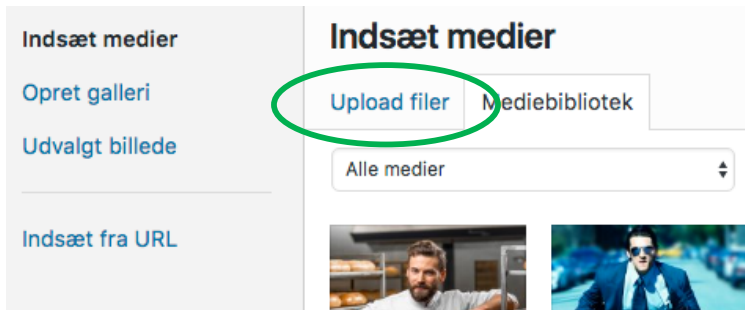 Indsæt medier
Opret galleri
Udvalgt billede
Indsæt fra URL
Indsæt medier
Upload filer Mediebibliotek
Alle medier